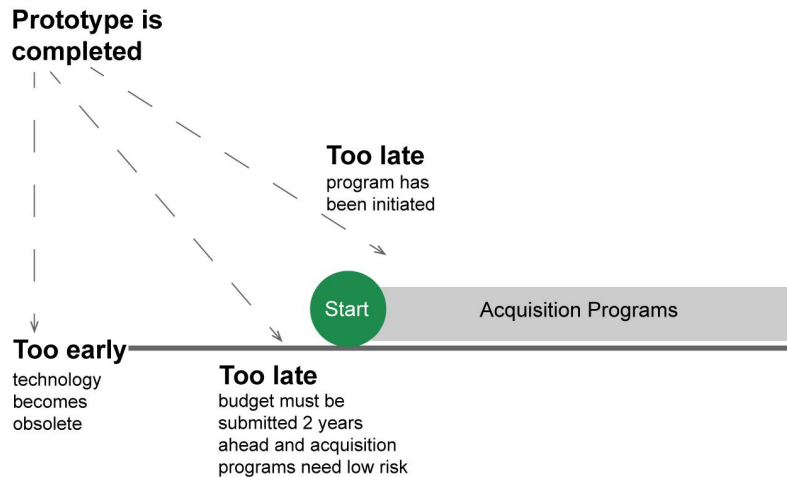 Prototype is
completed
Too late
program has
been initiated
Start
Acquisition Programs
Too early
technology
becomes
obsolete
Too late
budget must be
submitted 2 years
ahead and acquisition
programs need low risk